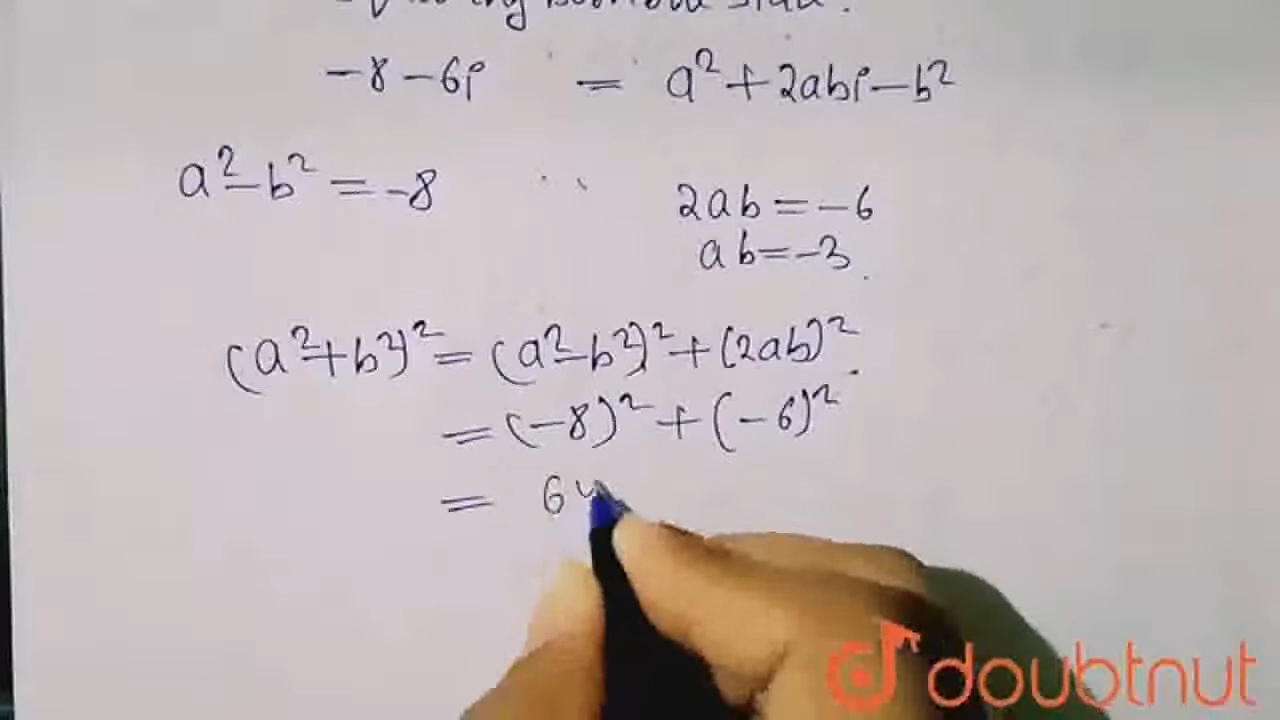 -8-6i = a²+2abi-b²
a²-b²=-8
2ab=-6
ab=-3.
(a²+b²)²=(a²-b²)²+(2ab)².
=(-8)²+(-6)²
= 64
doubtnut